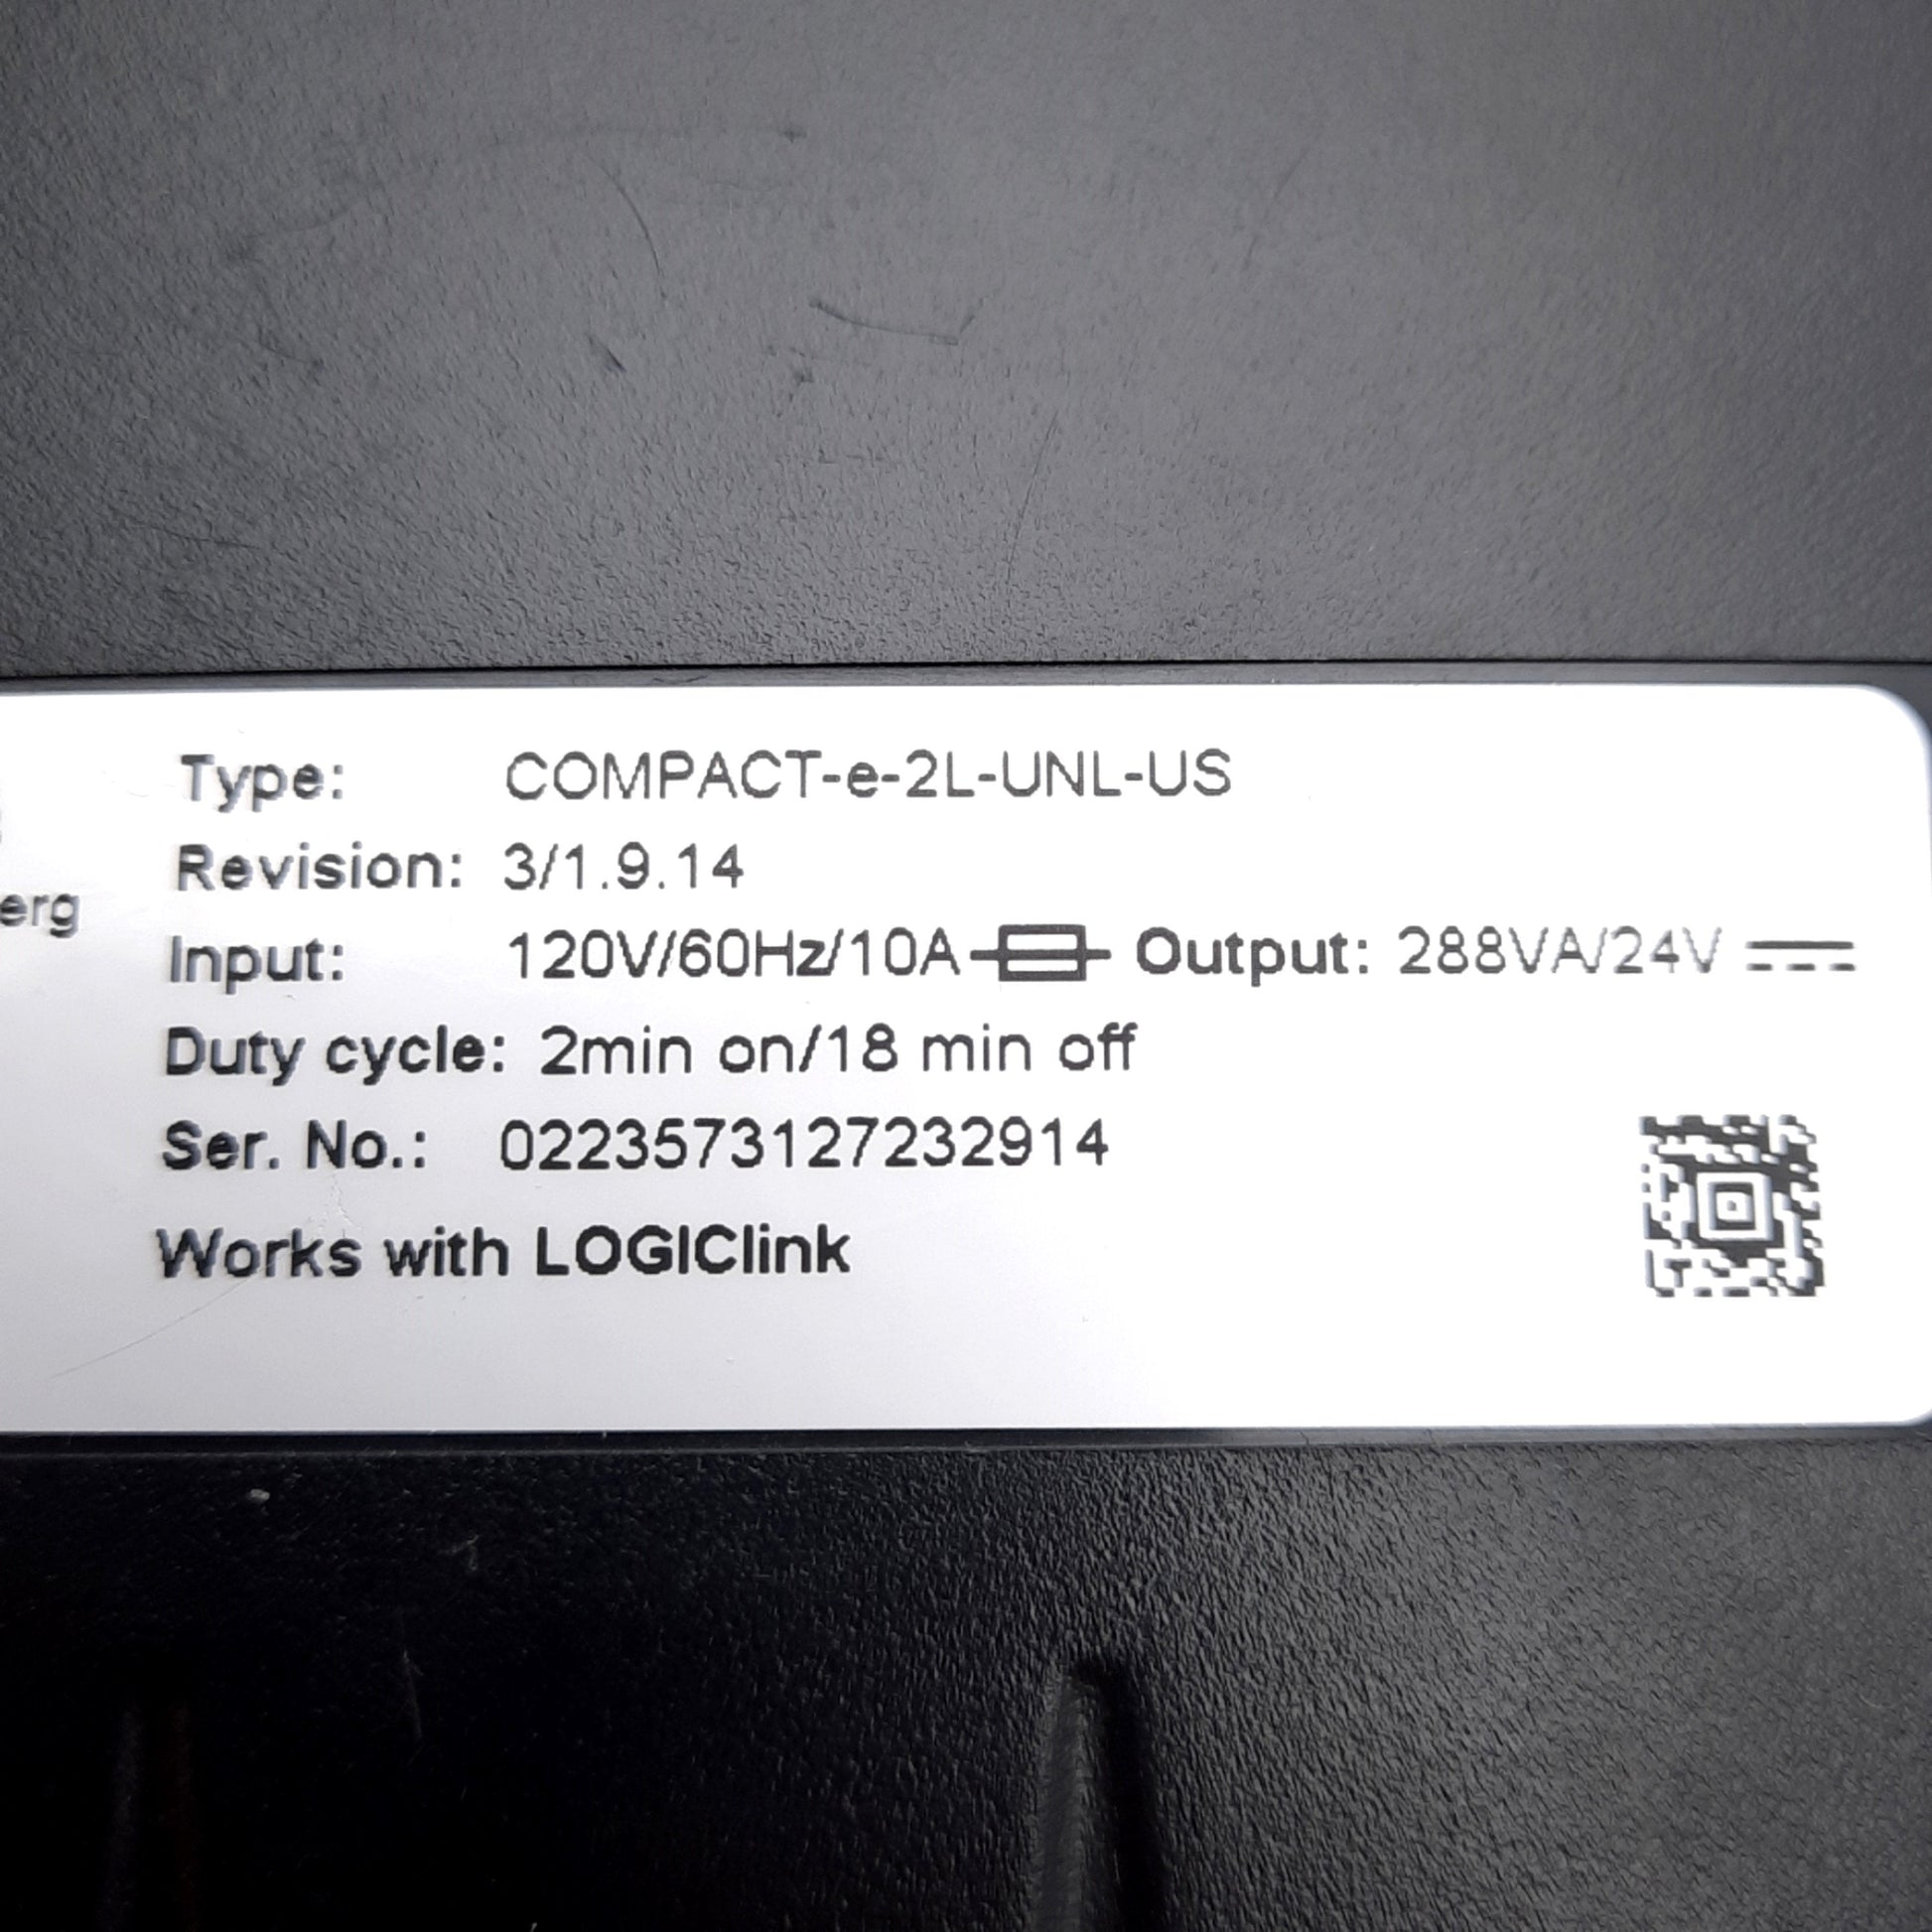 Type: COMPACT-e-2L-UNL-US
Revision: 3/1.9.14
erg
Input: 120V/60Hz/10A Output: 288VA/24V
Duty cycle: 2min on/18 min off
Ser. No.: 0223573127232914
Works with LOGIClink